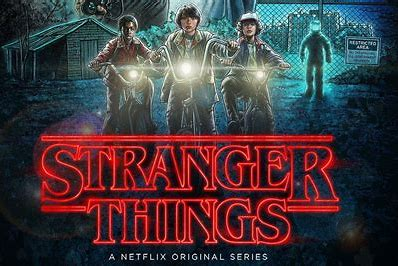 RESTRICTED
AREA
STRANGER
THINGS
A NETFLIX ORIGINAL SERIES